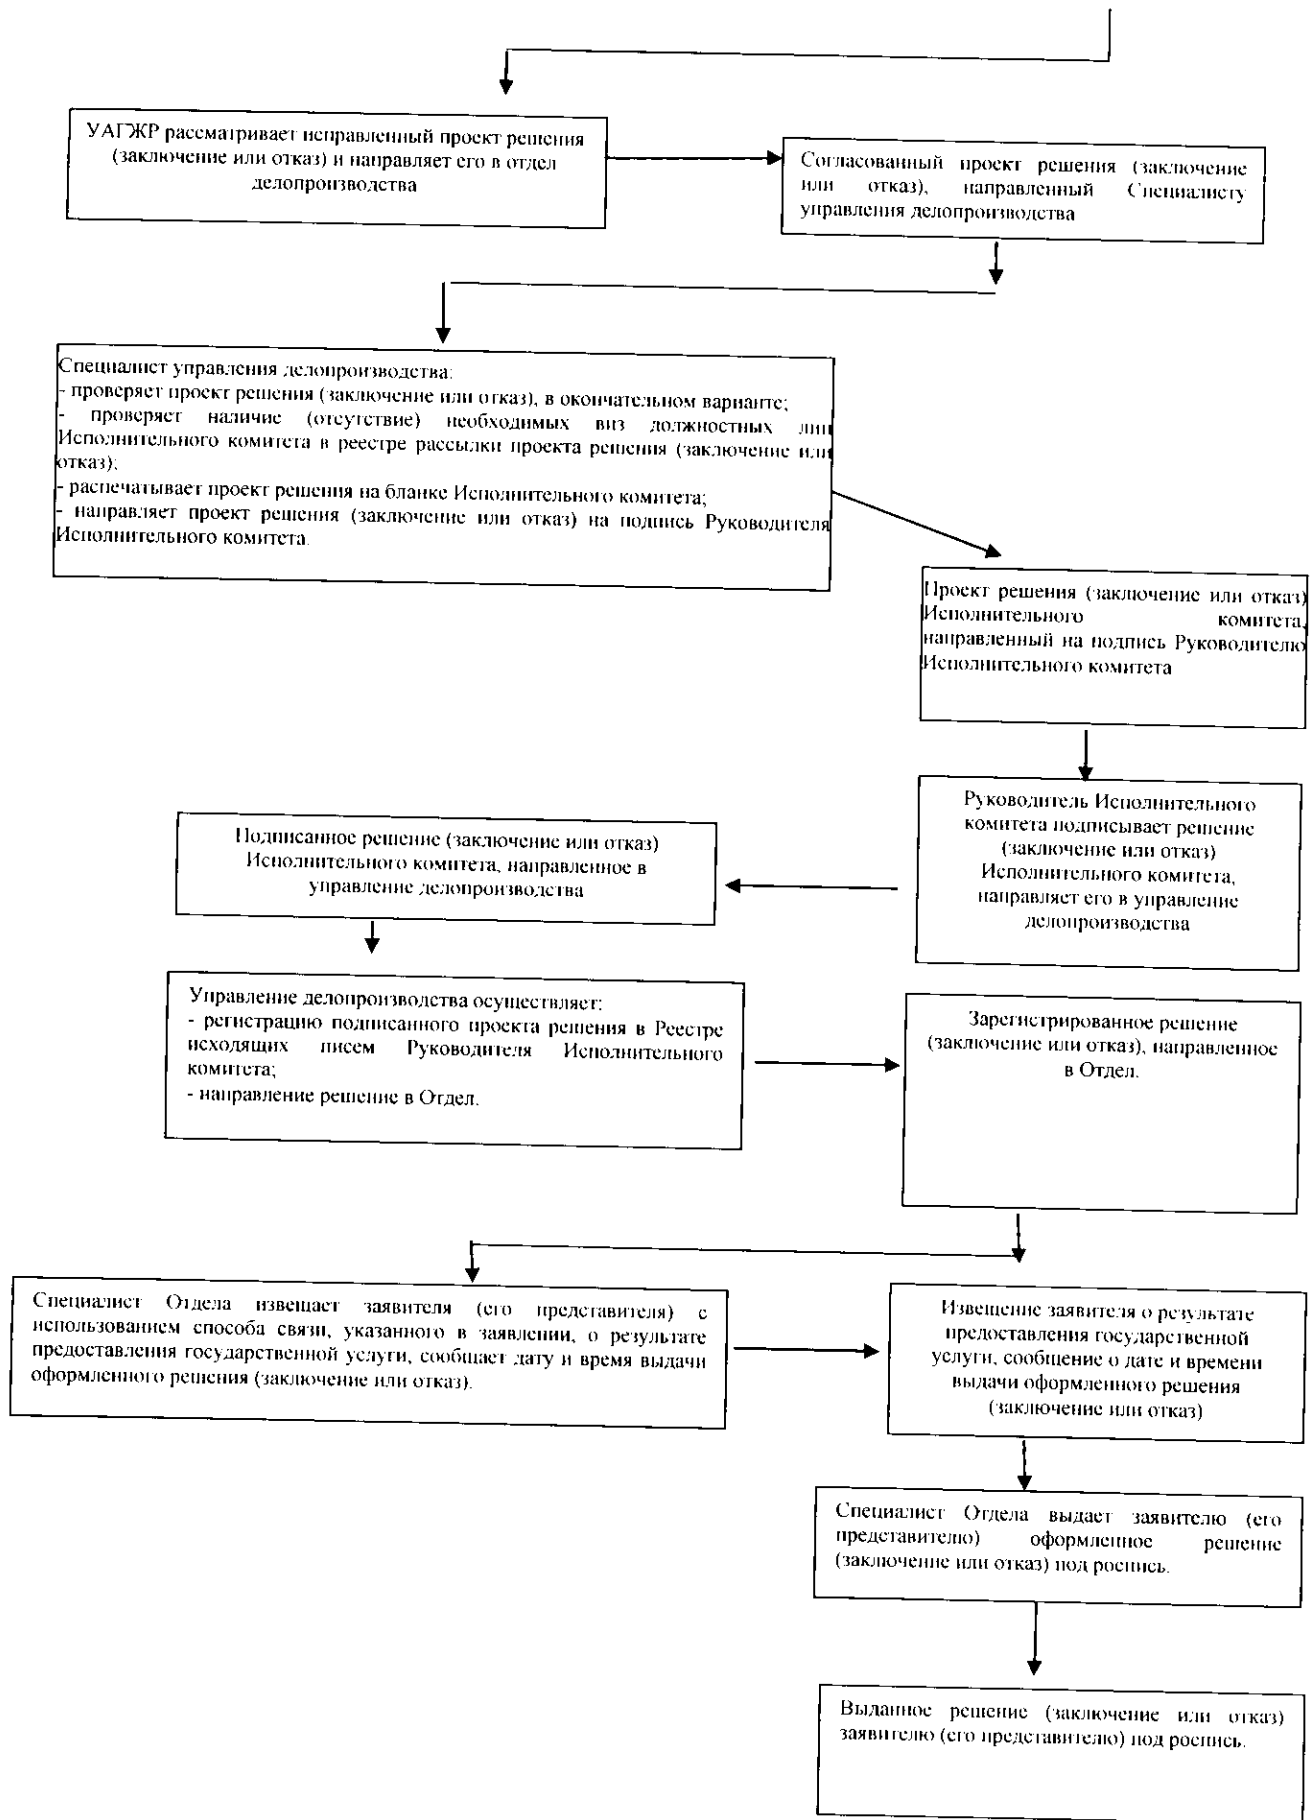 УАГЖР рассматривает исправленный проект решения
(заключение или отказ) и направляет его в отдел
делопроизводства
Согласованный проект решения (заключение
или отказ), направленный Специалисту
управления делопроизводства
Специалист управления делопроизводства:
- проверяет проект решения (заключение или отказ), в окончательном варианте;
- проверяет наличие (отсутствие) необходимых виз должностных лиц
Исполнительного комитета в реестре рассылки проекта решения (заключение или
отказ);
- распечатывает проект решения на бланке Исполнительного комитета;
- направляет проект решения (заключение или отказ) на подпись Руководителя
Исполнительного комитета.
Проект решения (заключение или отказ)
Исполнительного комитета,
направленный на подпись Руководителю
Исполнительного комитета
Руководитель Исполнительного
комитета подписывает решение
(заключение или отказ)
Исполнительного комитета,
направляет его в управление
делопроизводства
Подписанное решение (заключение или отказ)
Исполнительного комитета, направленное в
управление делопроизводства
Управление делопроизводства осуществляет:
- регистрацию подписанного проекта решения в Реестре
исходящих писем Руководителя Исполнительного
комитета;
- направление решение в Отдел.
Зарегистрированное решение
(заключение или отказ), направленное
в Отдел.
Специалист Отдела извещает заявителя (его представителя) с
использованием способа связи, указанного в заявлении, о результате
предоставления государственной услуги, сообщает дату и время выдачи
оформленного решения (заключение или отказ).
Извещение заявителя о результате
предоставления государственной
услуги, сообщение о дате и времени
выдачи оформленного решения
(заключение или отказ)
Специалист Отдела выдает заявителю (его
представителю) оформленное решение
(заключение или отказ) под роспись.
Выданное решение (заключение или отказ)
заявителю (его представителю) под роспись.